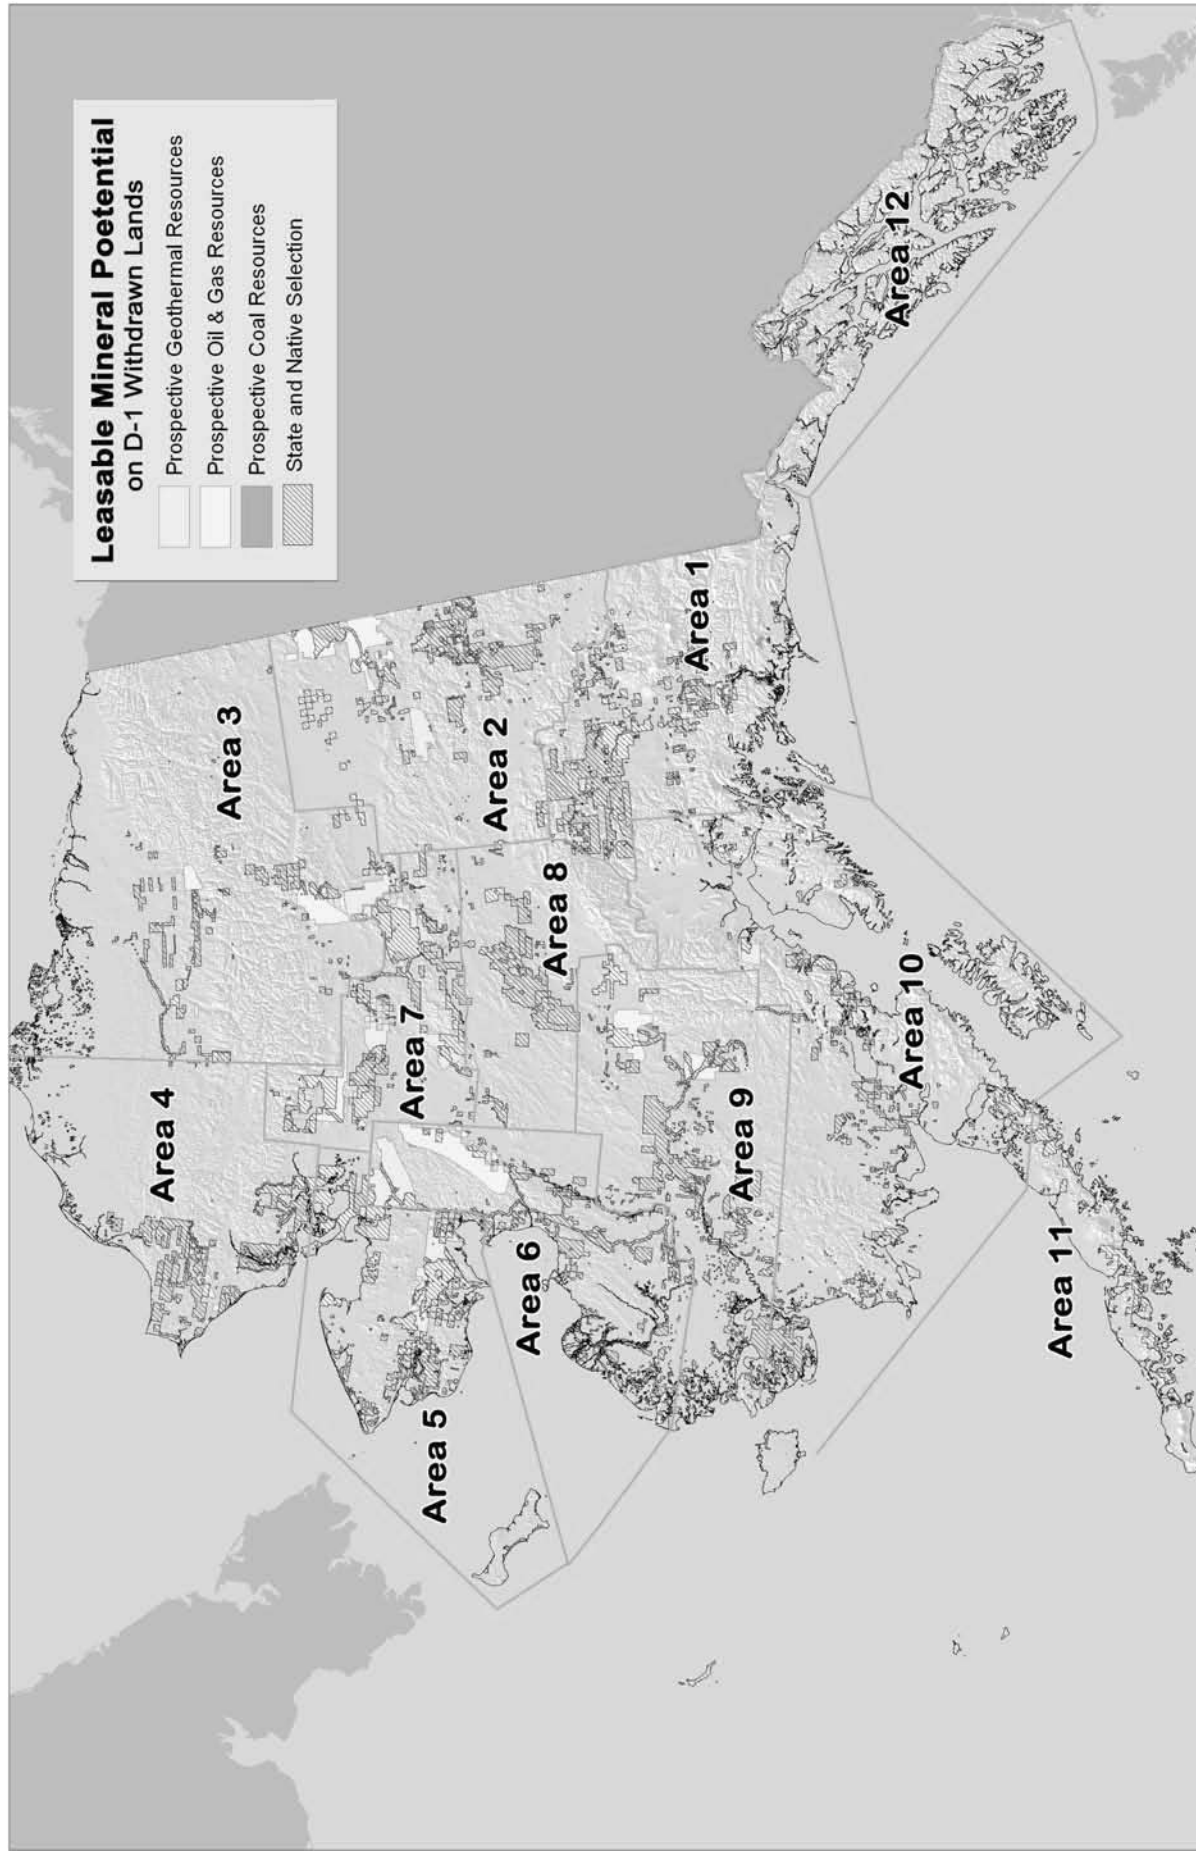 Leasable Mineral Poetential
on D-1 Withdrawn Lands
Prospective Geothermal Resources
Prospective Oil & Gas Resources
Prospective Coal Resources
State and Native Selection
Area 3
Area 4
Area 7
Area 2
Area 8
Area 5
Area 6
Area 1
Area 9
Area 12
Area 10
Area 11